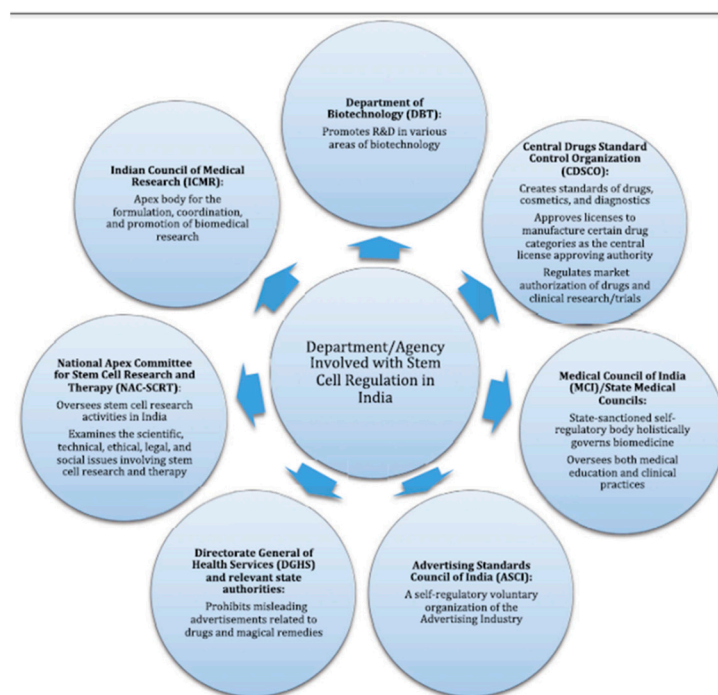 Department of
Biotechnology (DBT):
Promotes R&D in various
areas of biotechnology
Central Drugs Standard
Control Organization
(CDSCO):
Creates standards of drugs,
cosmetics, and diagnostics
Approves licenses to
manufacture certain drug
categories as the central
license approving authority
Regulates market
authorization of drugs and
clinical research/trials
Medical Council of India
(MCI)/State Medical
Councils:
State-sanctioned self-
regulatory body holistically
governs biomedicine
Oversees both medical
education and clinical
practices
Advertising Standards
Council of India (ASCI):
A self-regulatory voluntary
organization of the
Advertising Industry
Directorate General of
Health Services (DGHS)
and relevant state
authorities:
Prohibits misleading
advertisements related to
drugs and magical remedies
National Apex Committee
for Stem Cell Research and
Therapy (NAC-SCRT):
Oversees stem cell research
activities in India
Examines the scientific,
technical, ethical, legal, and
social issues involving stem
cell research and therapy
Indian Council of Medical
Research (ICMR):
Apex body for the
formulation, coordination,
and promotion of biomedical
research
Department/Agency
Involved with Stem
Cell Regulation in
India